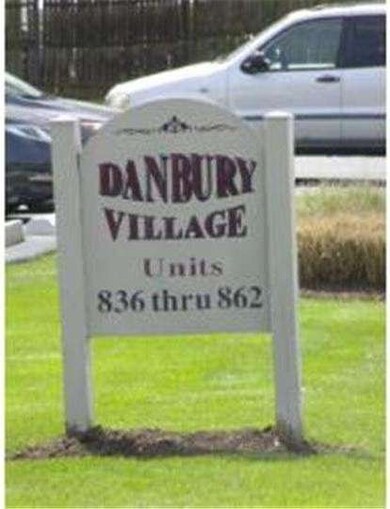 DANBURY
VILLAGE
Units
836 thru 862